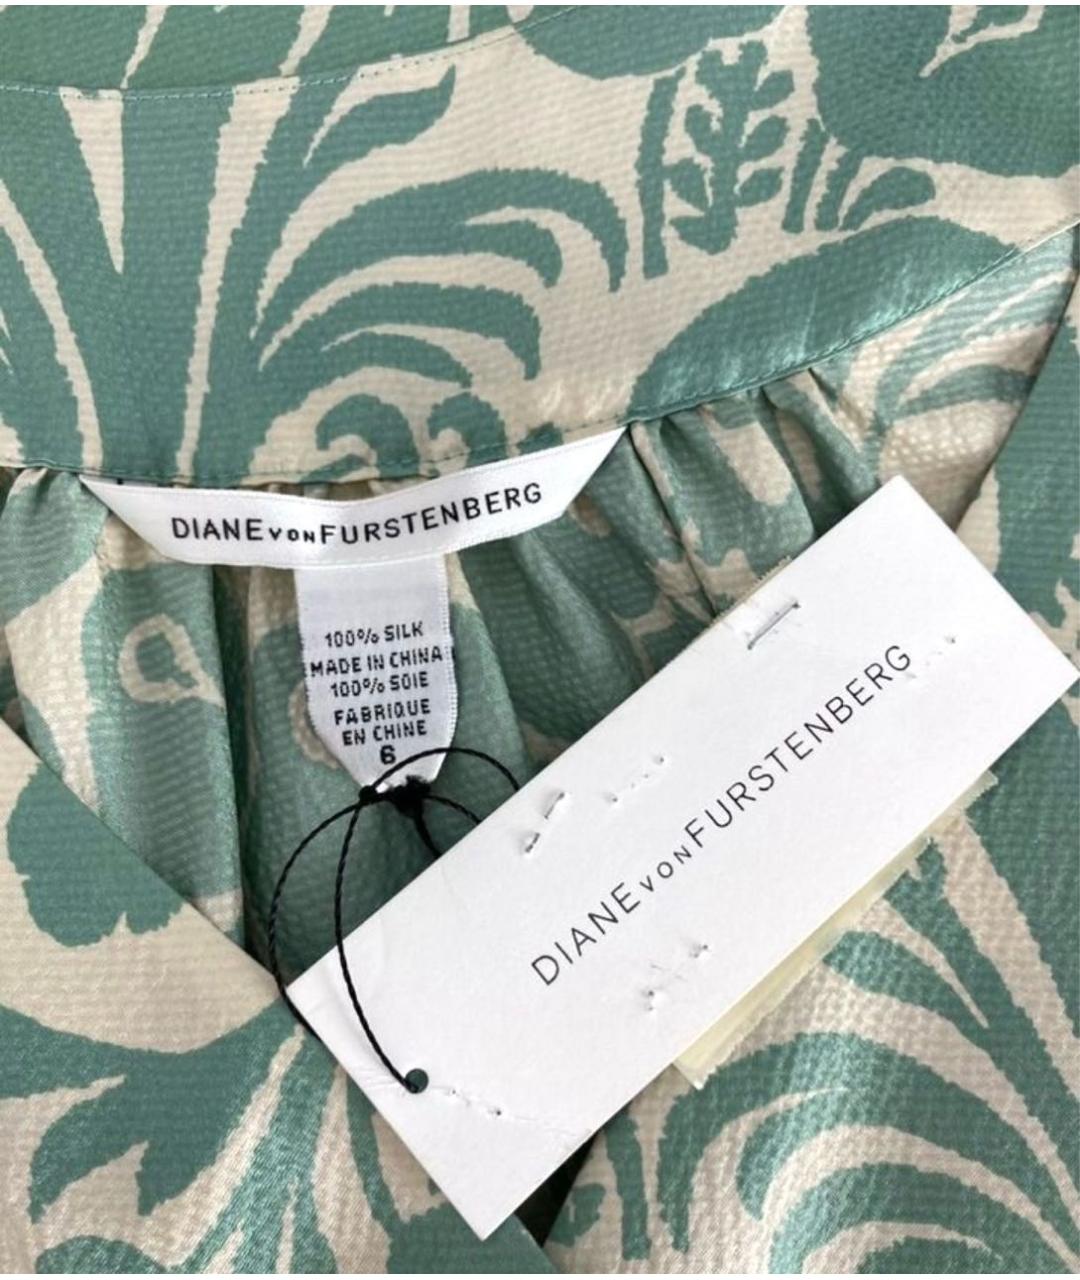 DIANE VON FURSTENBERG
100% SILK
MADE IN CHINA
100% SOIE
FABRIQUE
EN CHINE
6
DIANE VON FURSTENBERG